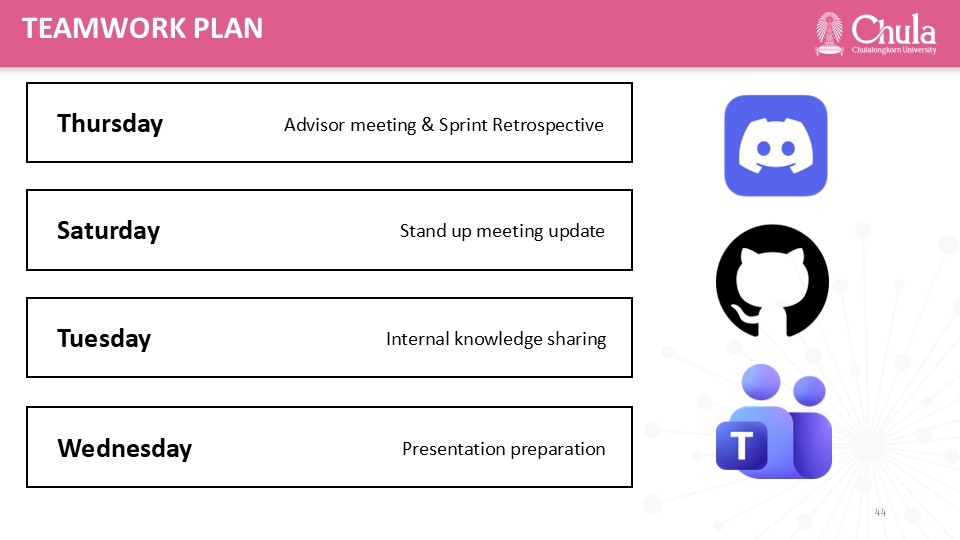 TEAMWORK PLAN
Chula
Chulalongkorn University
Thursday Advisor meeting & Sprint Retrospective
Saturday Stand up meeting update
Tuesday Internal knowledge sharing
Wednesday Presentation preparation
T
44